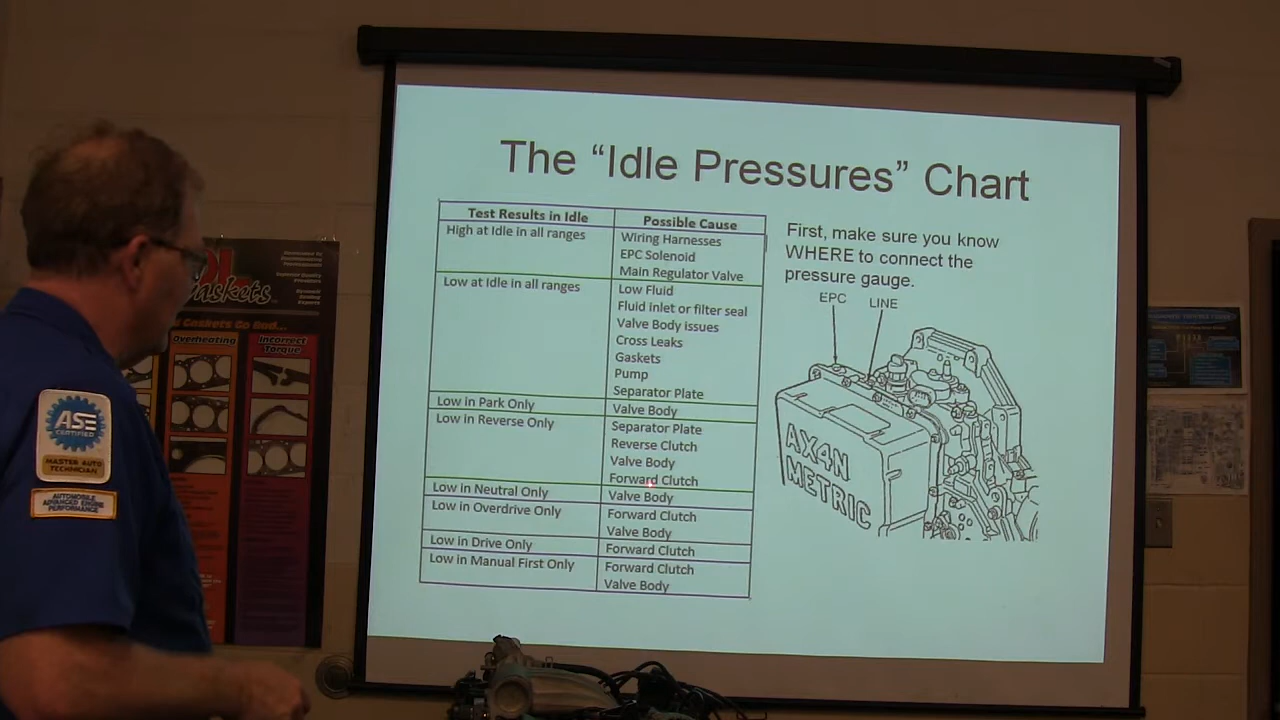 The “Idle Pressures” Chart
Test Results in Idle
Possible Cause
High at Idle in all ranges
Wiring Harnesses
EPC Solenoid
Main Regulator Valve
Low at Idle in all ranges
Low Fluid
Fluid inlet or filter seal
Valve Body issues
Cross Leaks
Gaskets
Pump
Separator Plate
Low in Park Only
Valve Body
Low in Reverse Only
Separator Plate
Reverse Clutch
Valve Body
Forward Clutch
Low in Neutral Only
Valve Body
Low in Overdrive Only
Forward Clutch
Valve Body
Low in Drive Only
Forward Clutch
Low in Manual First Only
Forward Clutch
Valve Body
First, make sure you know
WHERE to connect the
pressure gauge.
EPC
LINE
AX4N
METRIC
Gaskets Go Bad...
Overheating
Incorrect
Torque
ASE
CERTIFIED
MASTER AUTO
TECHNICIAN
AUTOMOBILE
ADVANCED ENGINE
PERFORMANCE